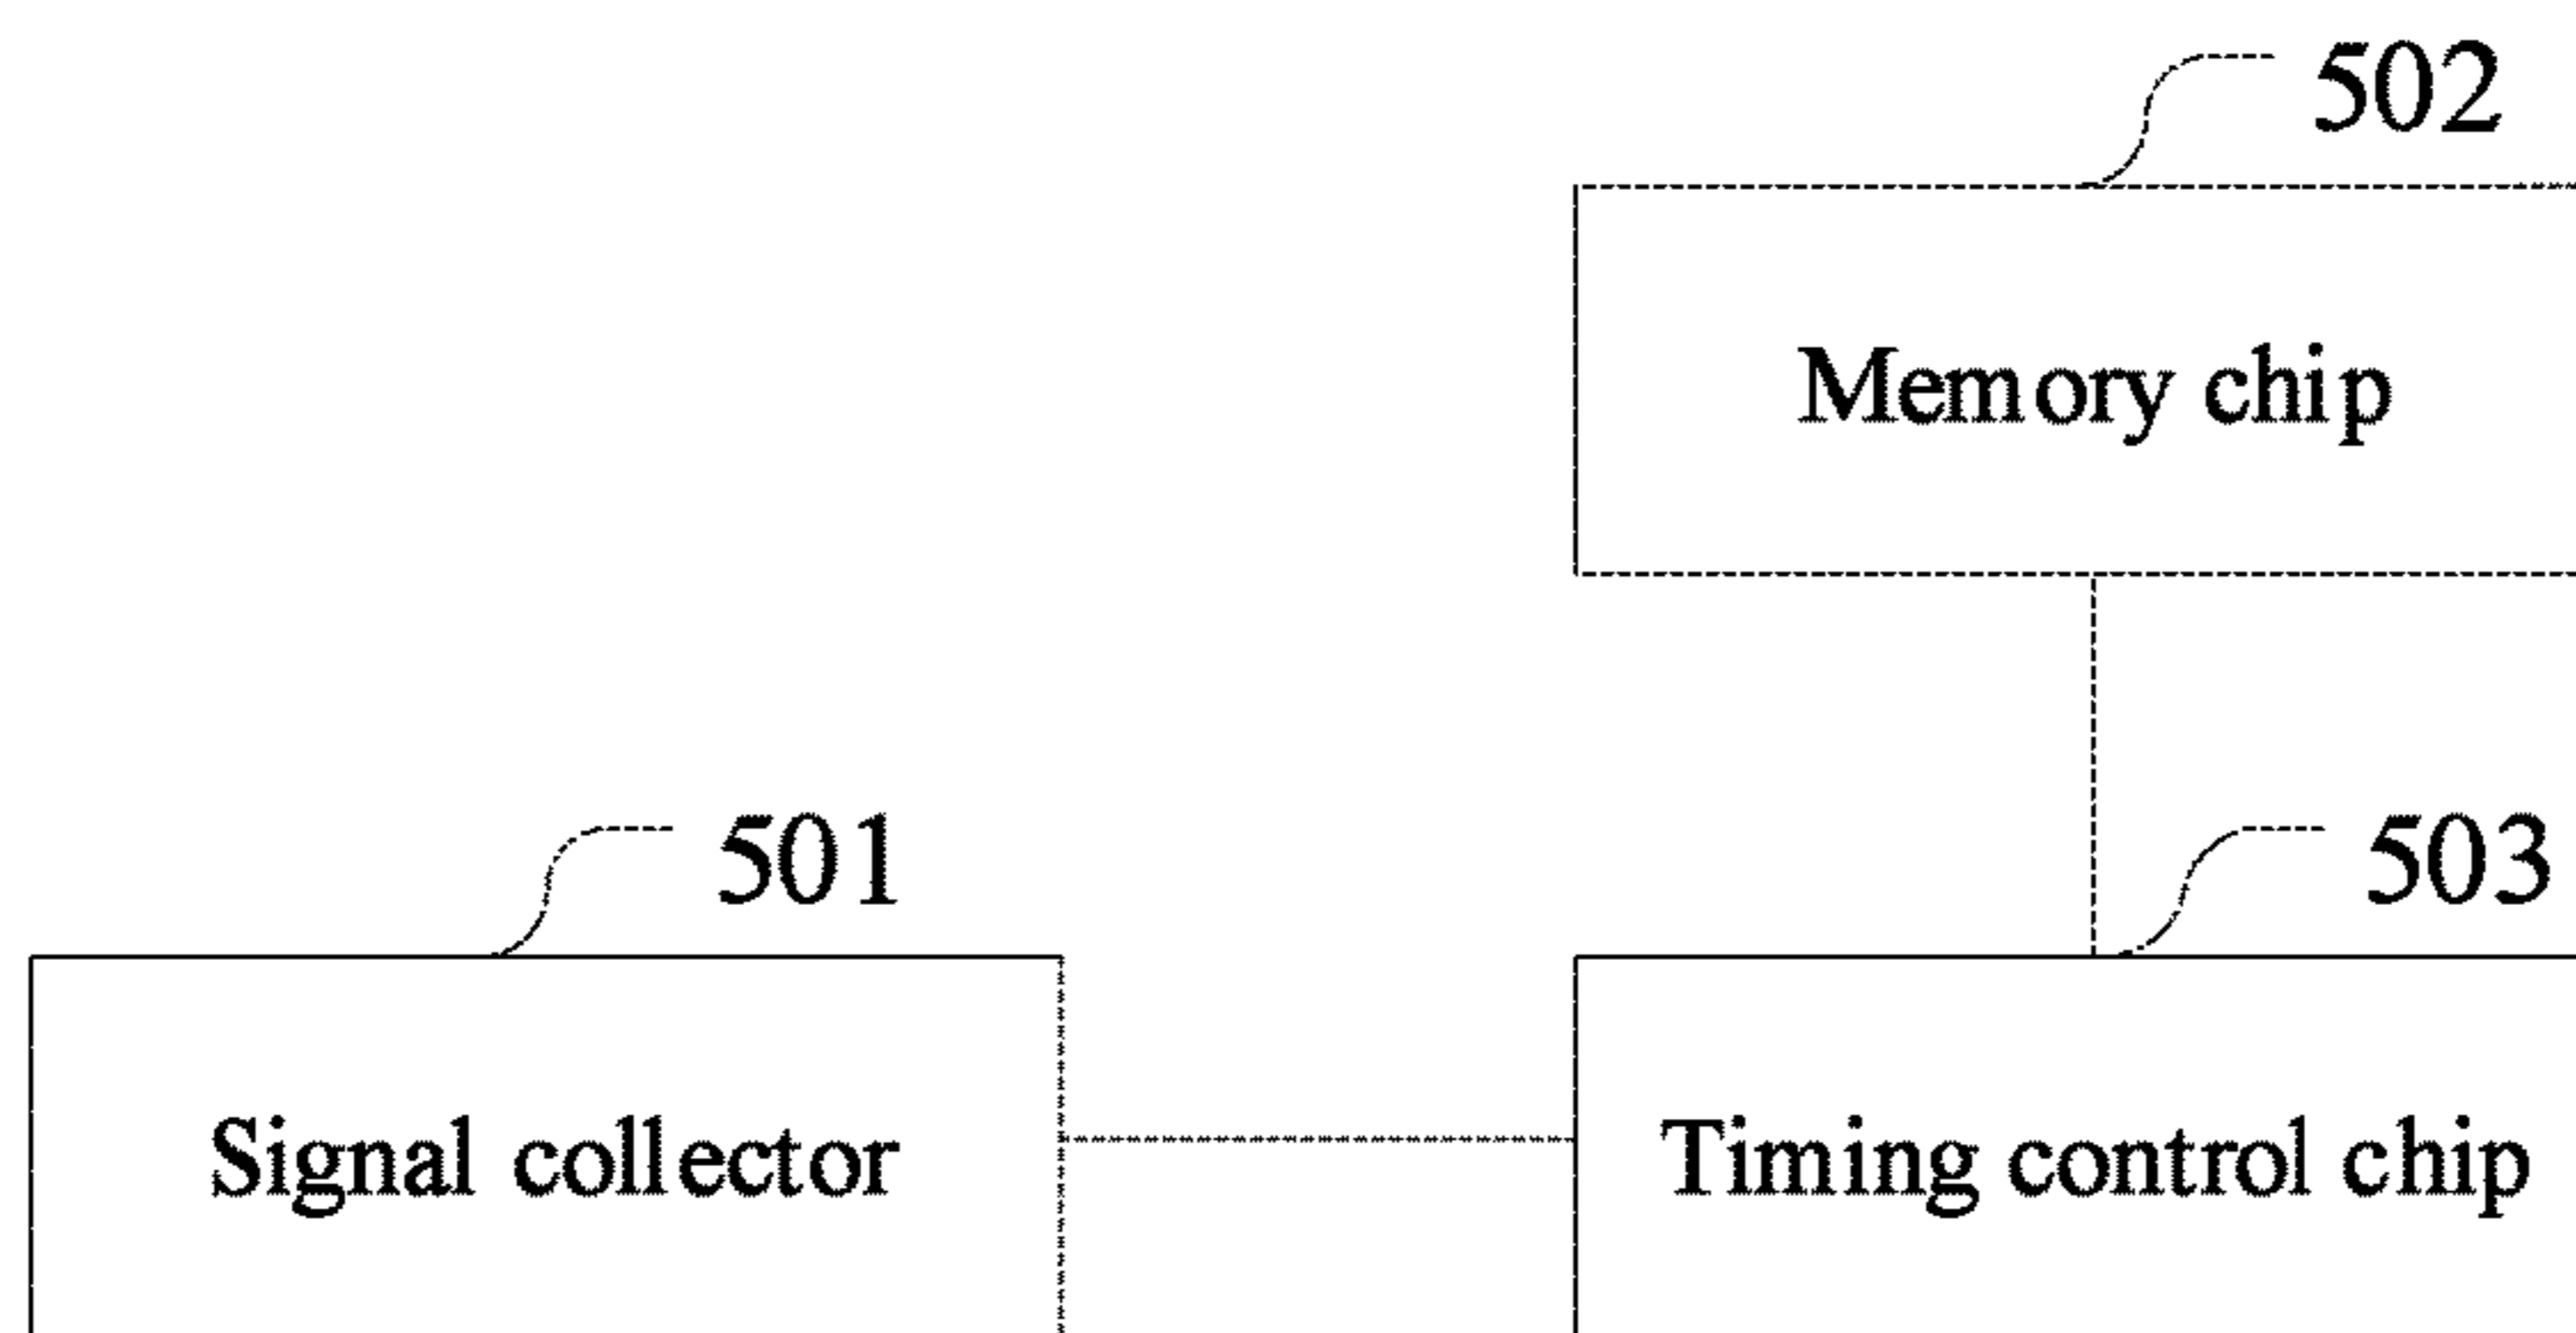 502
Memory chip
501
503
Signal collector
Timing control chip